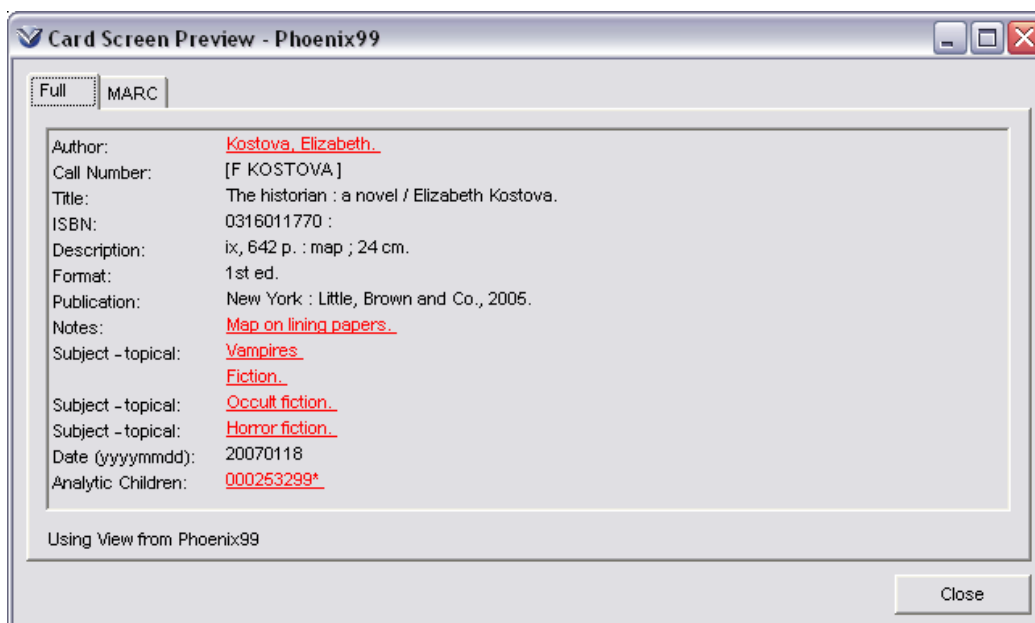 Card Screen Preview - Phoenix99
Full MARC
Author: Kostova, Elizabeth.
Call Number: [F KOSTOVA]
Title: The historian : a novel / Elizabeth Kostova.
ISBN: 0316011770 :
Description: ix, 642 p. : map ; 24 cm.
Format: 1st ed.
Publication: New York : Little, Brown and Co., 2005.
Notes: Map on lining papers.
Subject - topical: Vampires
Fiction.
Subject - topical: Occult fiction.
Subject - topical: Horror fiction.
Date (yyyymmdd): 20070118
Analytic Children: 000253299*
Using View from Phoenix99
Close